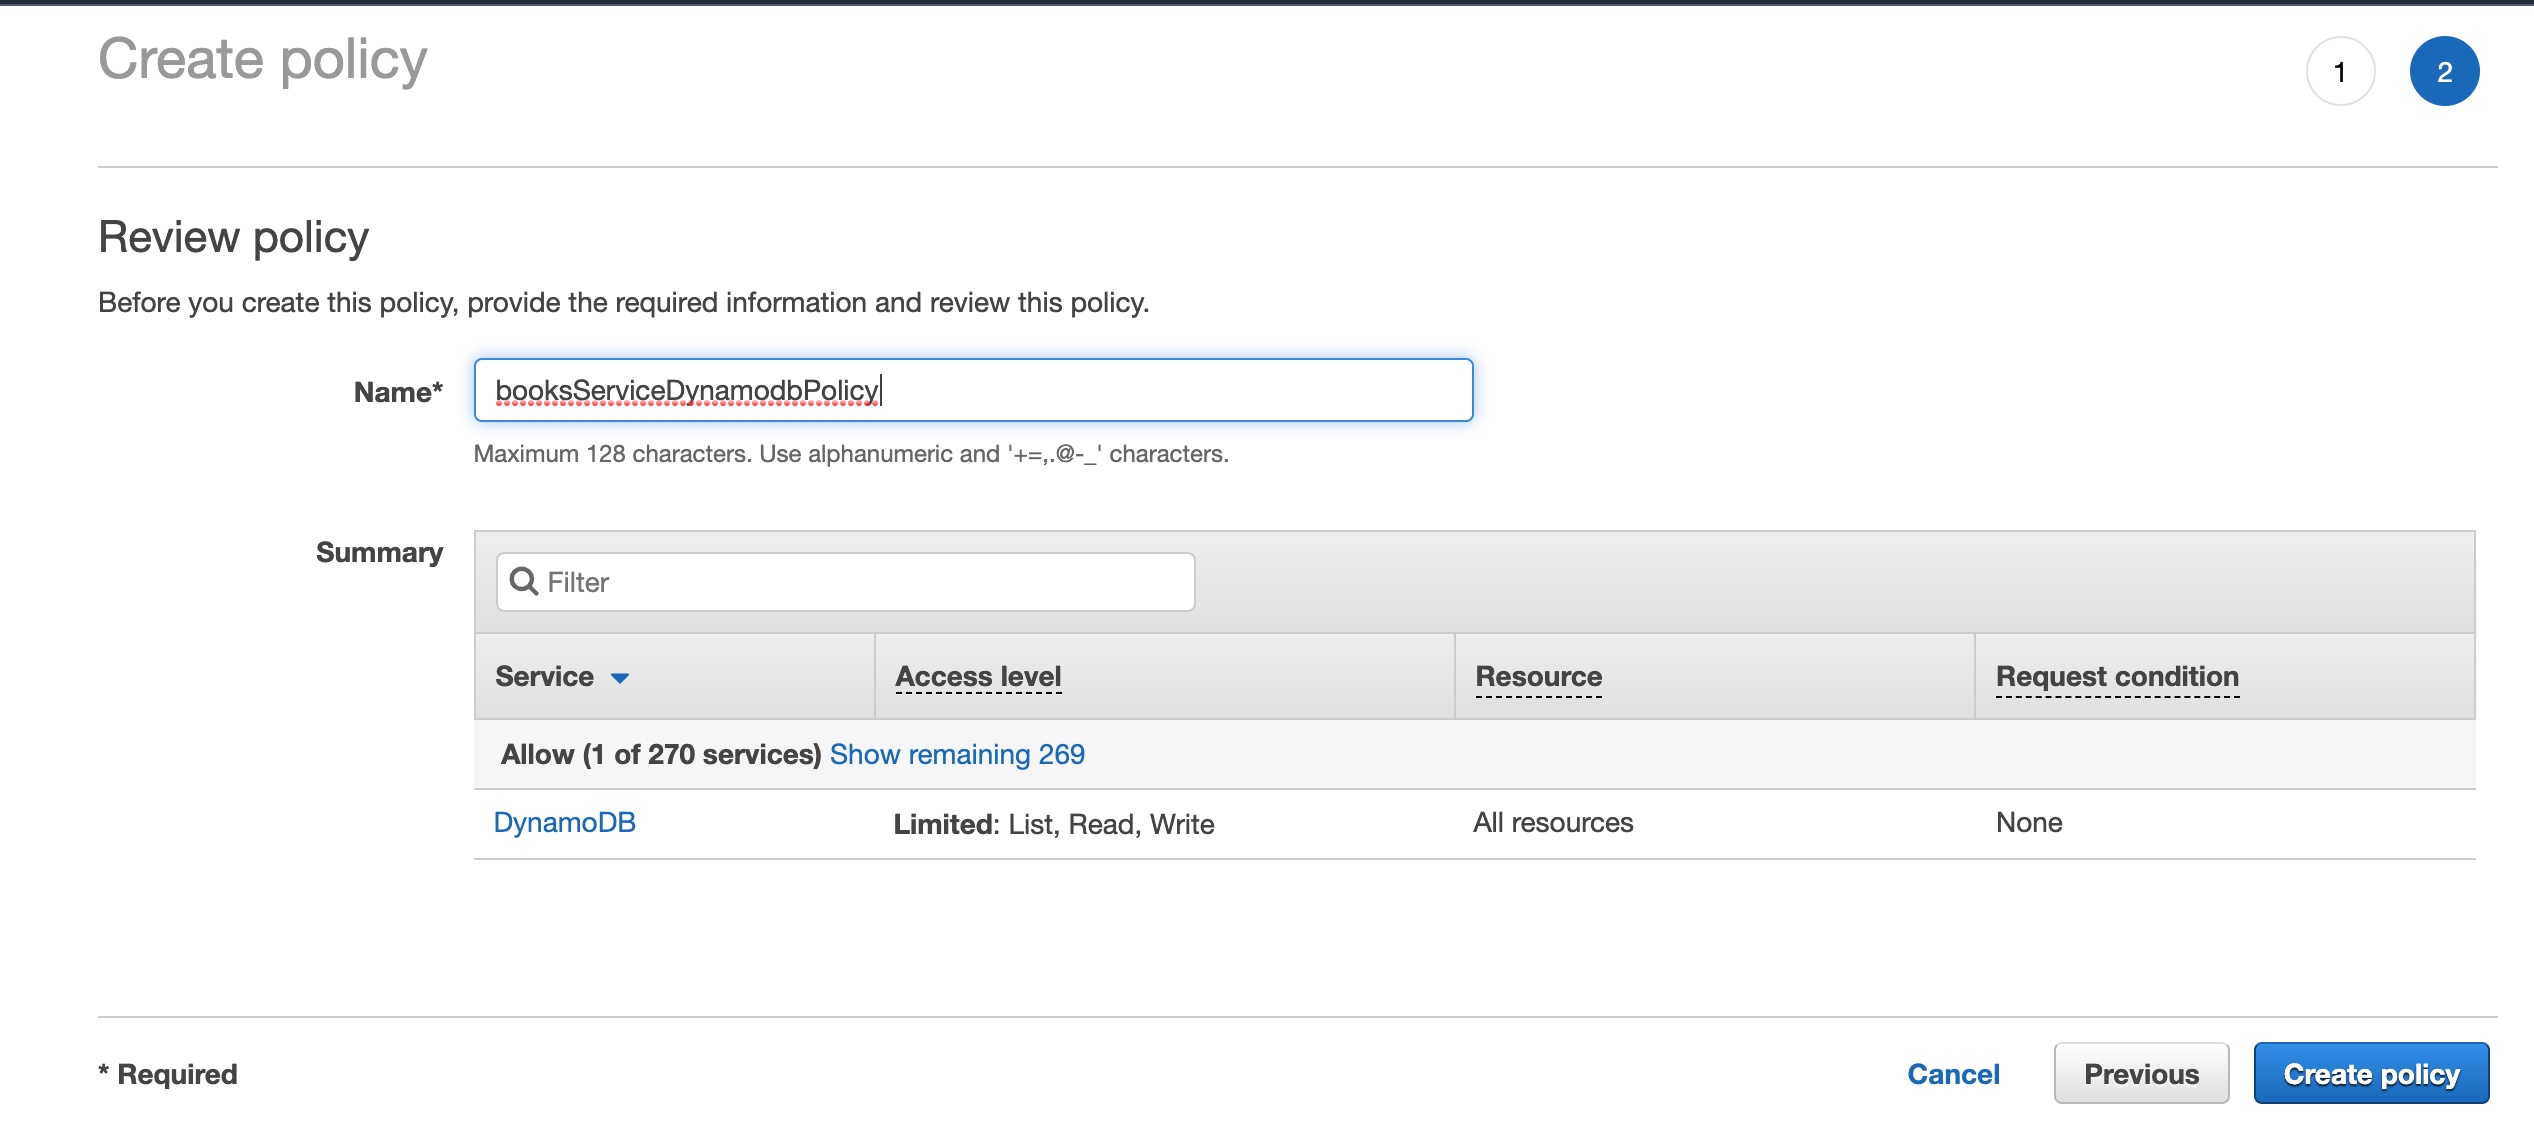 Create policy
1
2
Review policy
Before you create this policy, provide the required information and review this policy.
Name*
booksServiceDynamodbPolicy
Maximum 128 characters. Use alphanumeric and '+=,.@-_' characters.
Summary
Filter
Service Access level Resource Request condition
Allow (1 of 270 services) Show remaining 269
DynamoDB Limited: List, Read, Write All resources None
* Required
Cancel Previous Create policy